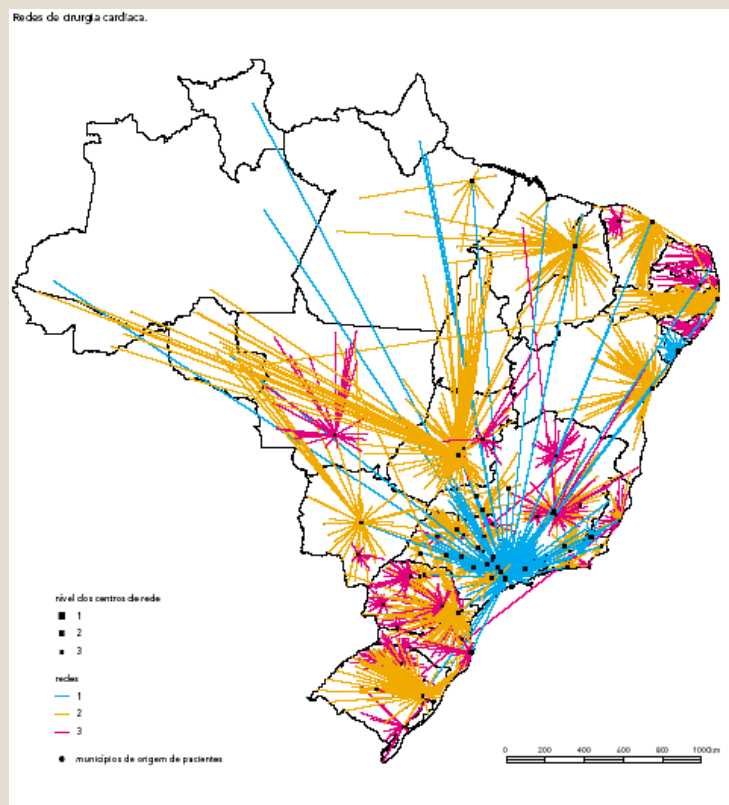 Redes de cirurgia cardíaca.
nível dos centros de rede
1
2
3
redes
1
2
3
municípios de origem de pacientes
0 200 400 600 800 1000km